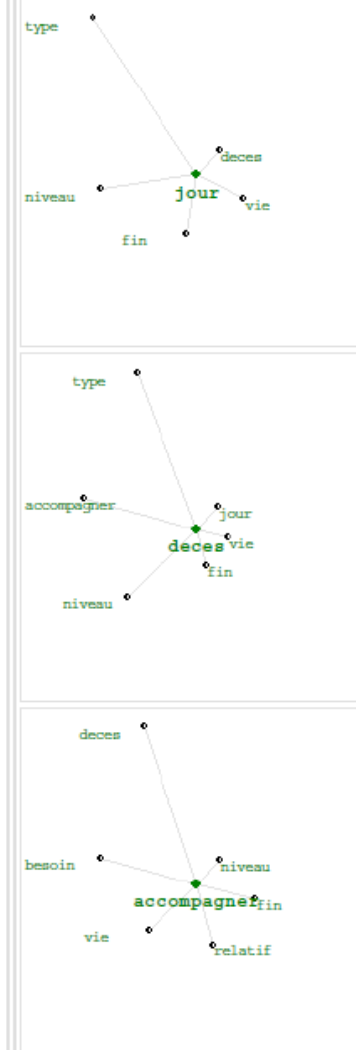 type
deces
jour
niveau
vie
fin
type
accompagner
jour
vie
deces
fin
niveau
deces
besoin
niveau
accompagner
fin
vie
relatif